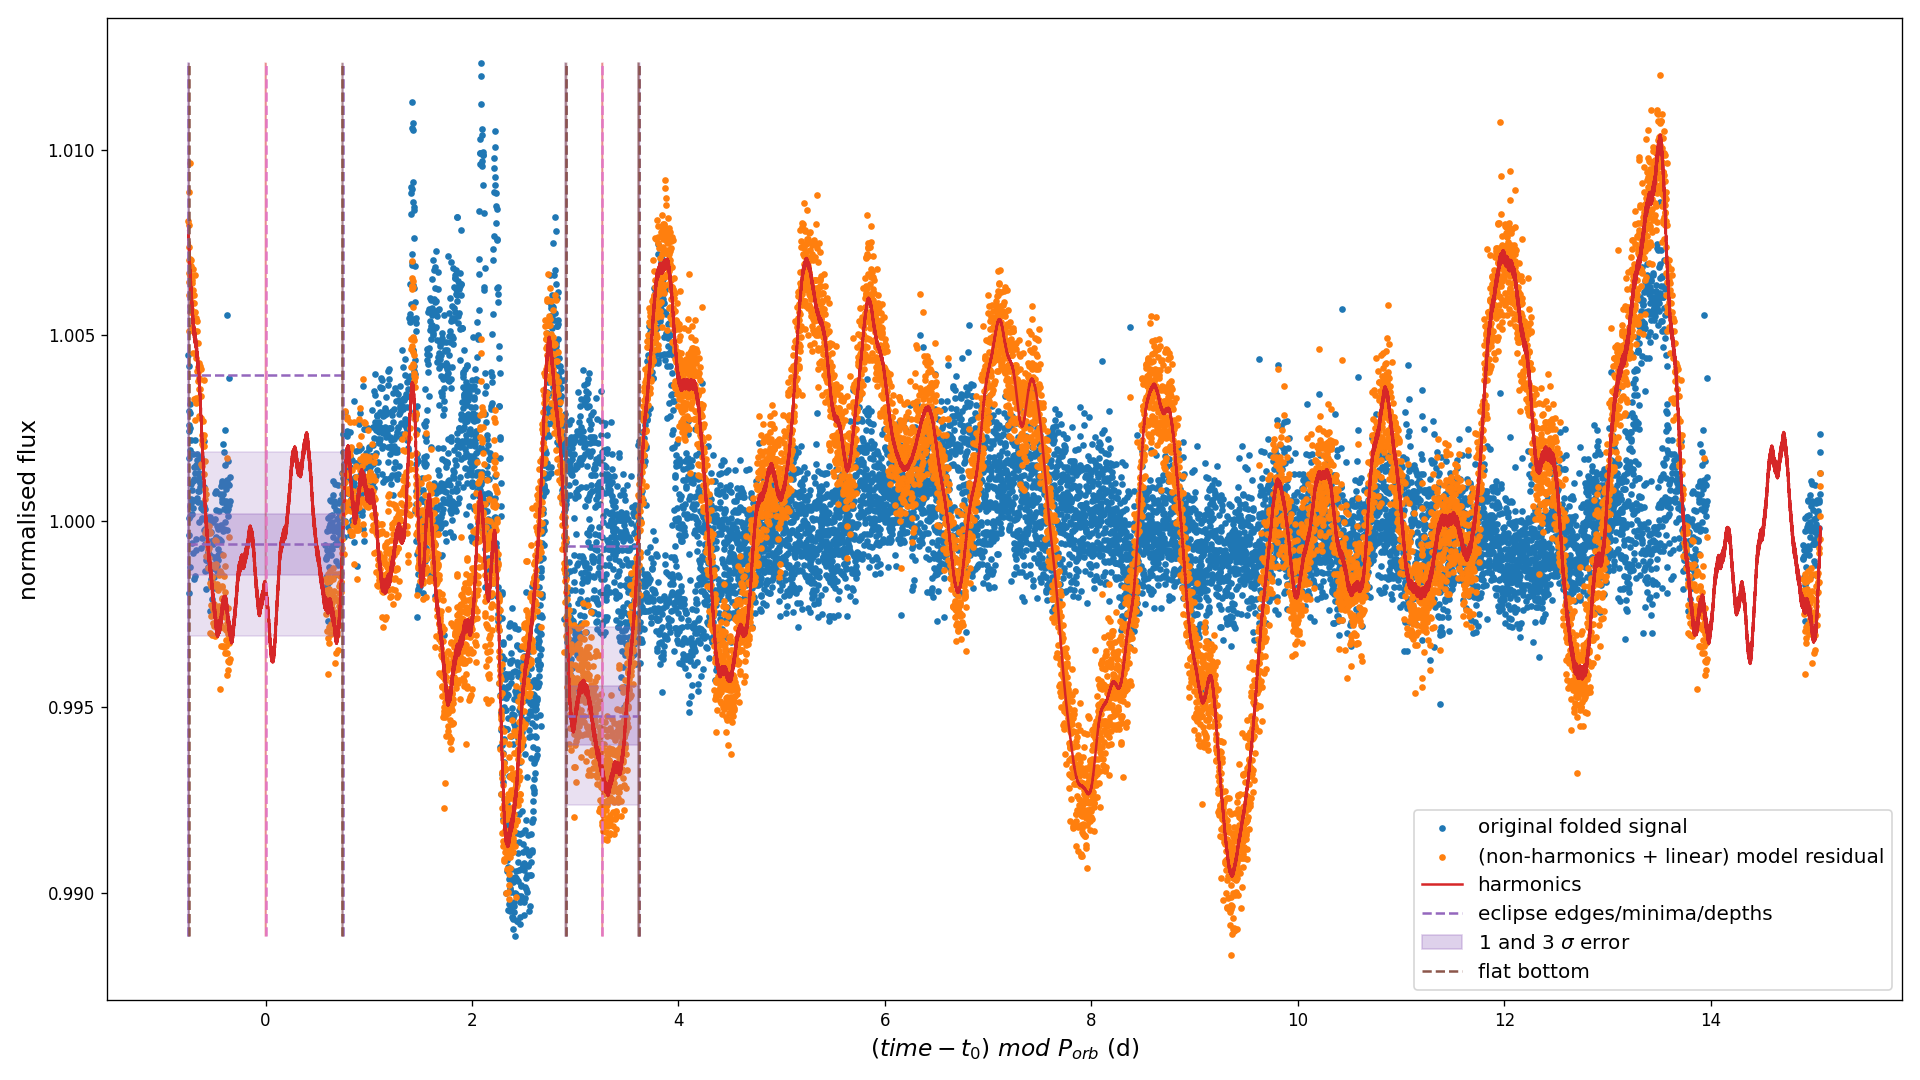 normalised flux
1.010
1.005
1.000
0.995
0.990
0
2
4
6
8
10
12
14
(time − t₀) mod Pₒᵣb (d)
original folded signal
(non-harmonics + linear) model residual
harmonics
eclipse edges/minima/depths
1 and 3 σ error
flat bottom